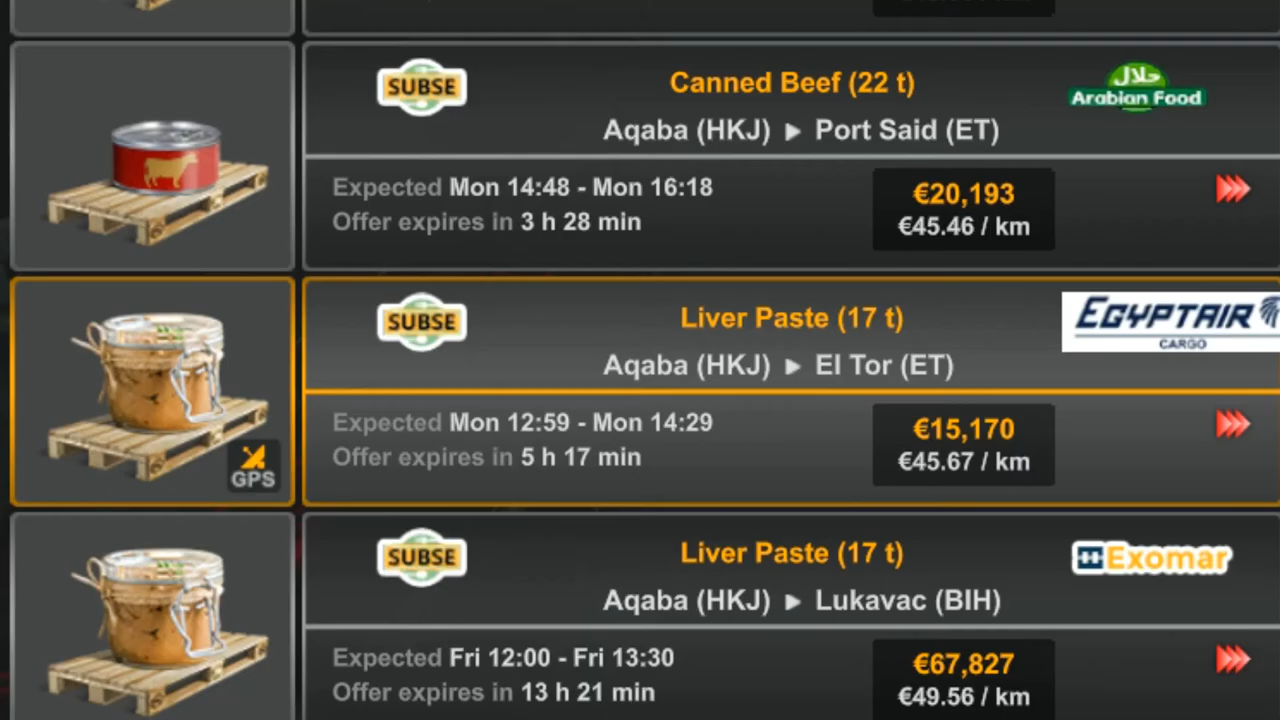 SUBSE
Canned Beef (22 t)
حلال
Arabian Food
Aqaba (HKJ) ▶ Port Said (ET)
Expected Mon 14:48 - Mon 16:18
Offer expires in 3 h 28 min
€20,193
€45.46 / km
SUBSE
Liver Paste (17 t)
EGYPTAIR
CARGO
Aqaba (HKJ) ▶ El Tor (ET)
Expected Mon 12:59 - Mon 14:29
Offer expires in 5 h 17 min
€15,170
€45.67 / km
GPS
SUBSE
Liver Paste (17 t)
Exomar
Aqaba (HKJ) ▶ Lukavac (BIH)
Expected Fri 12:00 - Fri 13:30
Offer expires in 13 h 21 min
€67,827
€49.56 / km